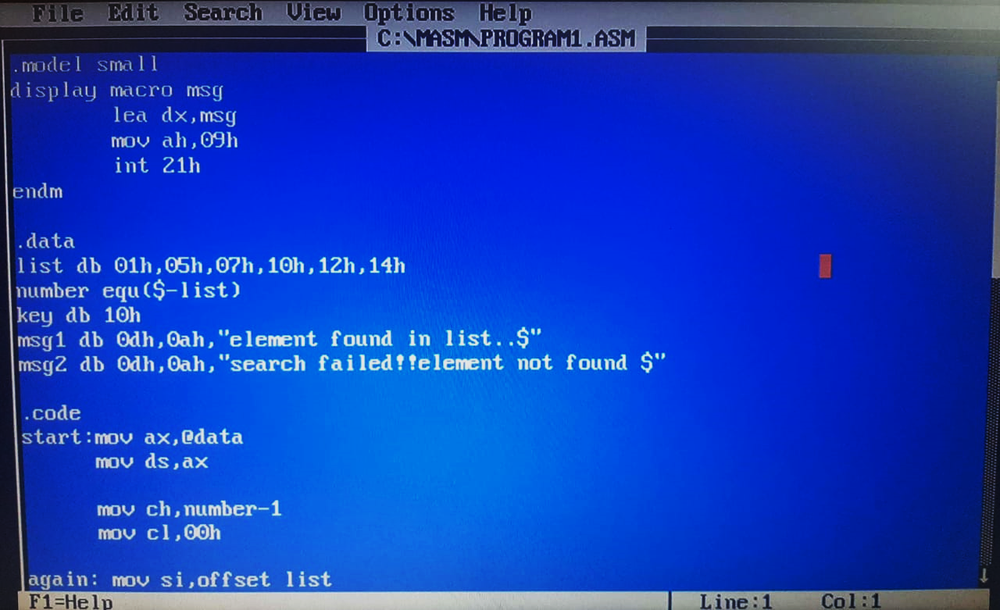 File Edit Search View Options Help
C:\MASM\PROGRAM1.ASM
.model small
display macro msg
        lea dx,msg
        mov ah,09h
        int 21h
endm

.data
list db 01h,05h,07h,10h,12h,14h
number equ($-list)
key db 10h
msg1 db 0dh,0ah,"element found in list..$"
msg2 db 0dh,0ah,"search failed!!element not found $"

.code
start:mov ax,@data
      mov ds,ax

      mov ch,number-1
      mov cl,00h

again: mov si,offset list
F1=Help Line:1 Col:1